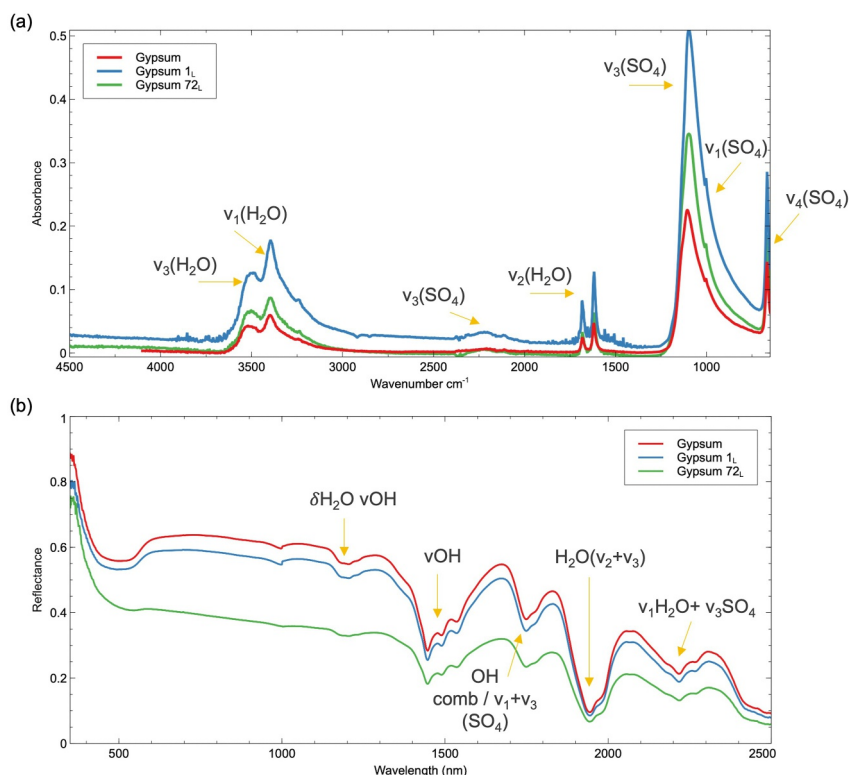 (a)
Gypsum
Gypsum 1L
Gypsum 72L
v3(SO4)
v1(SO4)
v4(SO4)
v1(H2O)
v3(H2O)
v3(SO4)
v2(H2O)
Absorbance
0.5
0.4
0.3
0.2
0.1
0
4500 4000 3500 3000 2500 2000 1500 1000
Wavenumber cm-1
(b)
Gypsum
Gypsum 1L
Gypsum 72L
δH2O vOH
vOH
H2O(v2+v3)
v1H2O+ v3SO4
OH
comb / v1+v3
(SO4)
Reflectance
1
0.8
0.6
0.4
0.2
0
500 1000 1500 2000 2500
Wavelength (nm)